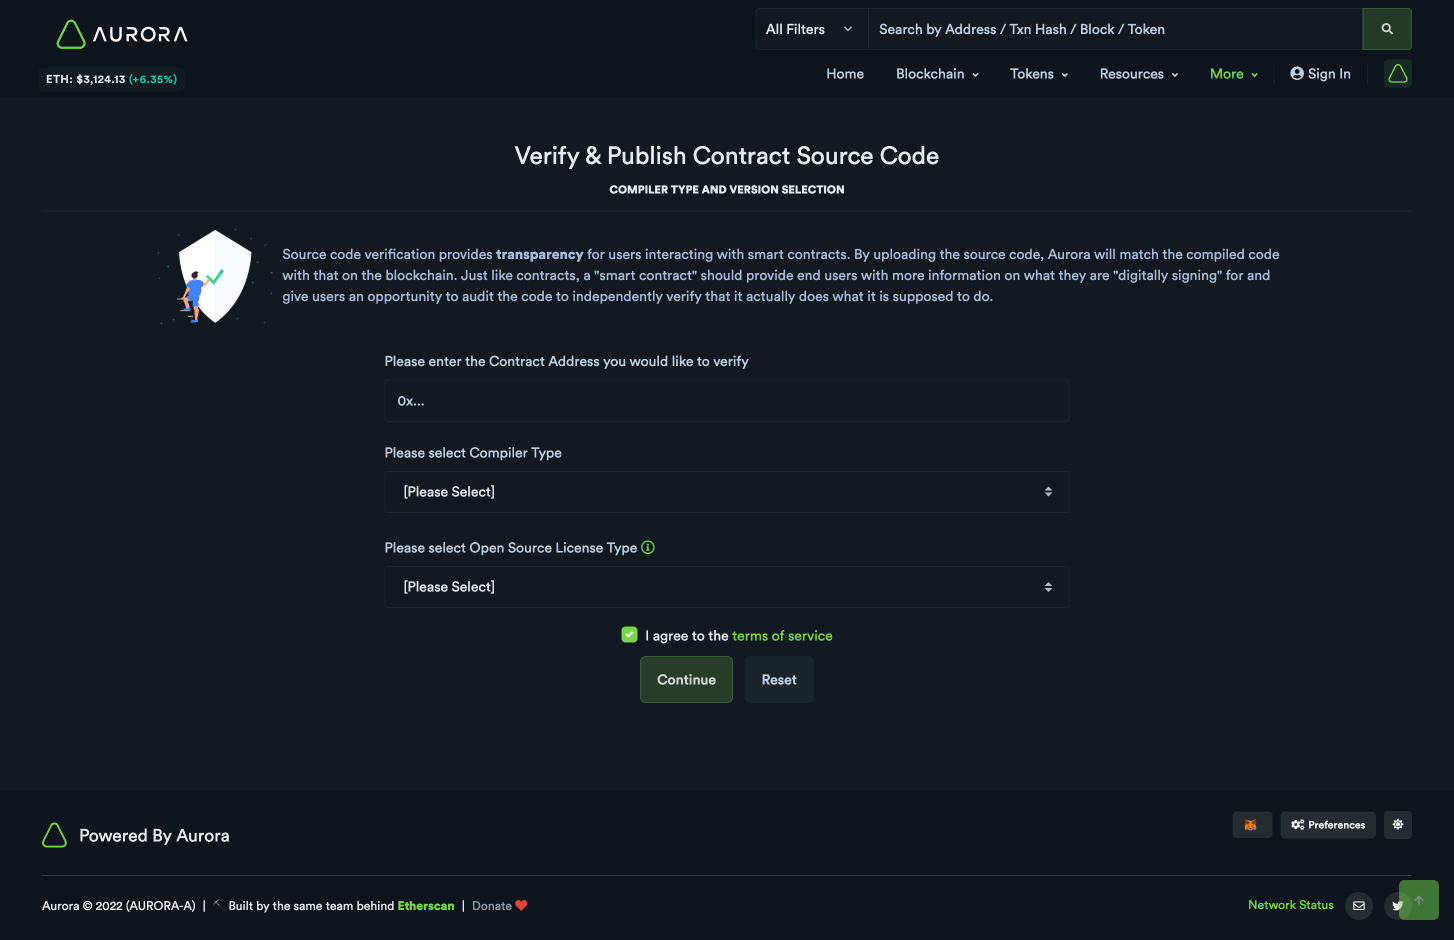 AURORA
All Filters
Search by Address / Txn Hash / Block / Token
ETH: $3,124.13 (+6.35%)
Home
Blockchain
Tokens
Resources
More
Sign In
Verify & Publish Contract Source Code
COMPILER TYPE AND VERSION SELECTION
Source code verification provides transparency for users interacting with smart contracts. By uploading the source code, Aurora will match the compiled code
with that on the blockchain. Just like contracts, a "smart contract" should provide end users with more information on what they are "digitally signing" for and
give users an opportunity to audit the code to independently verify that it actually does what it is supposed to do.
Please enter the Contract Address you would like to verify
0x...
Please select Compiler Type
[Please Select]
Please select Open Source License Type
[Please Select]
I agree to the terms of service
Continue
Reset
Powered By Aurora
Preferences
Aurora © 2022 (AURORA-A) | Built by the same team behind Etherscan | Donate
Network Status